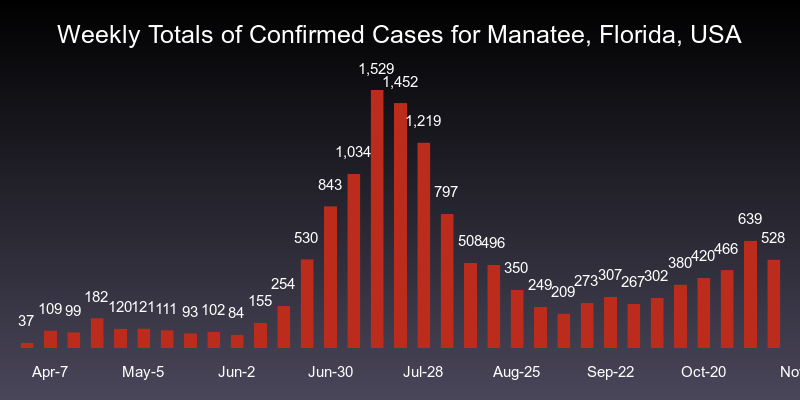 Weekly Totals of Confirmed Cases for Manatee, Florida, USA
37 109 99 182 120 121 111 93 102 84 155 254 530 843 1,034 1,529 1,452 1,219 797 508 496 350 249 209 273 307 267 302 380 420 466 639 528
Apr-7 May-5 Jun-2 Jun-30 Jul-28 Aug-25 Sep-22 Oct-20 Nov